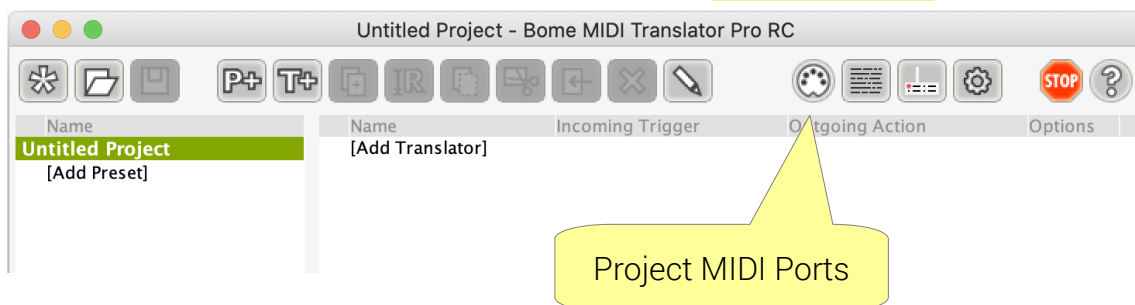 Untitled Project - Bome MIDI Translator Pro RC
P+ T+ R STOP ?
Name Name Incoming Trigger Outgoing Action Options
Untitled Project [Add Translator]
[Add Preset]
Project MIDI Ports